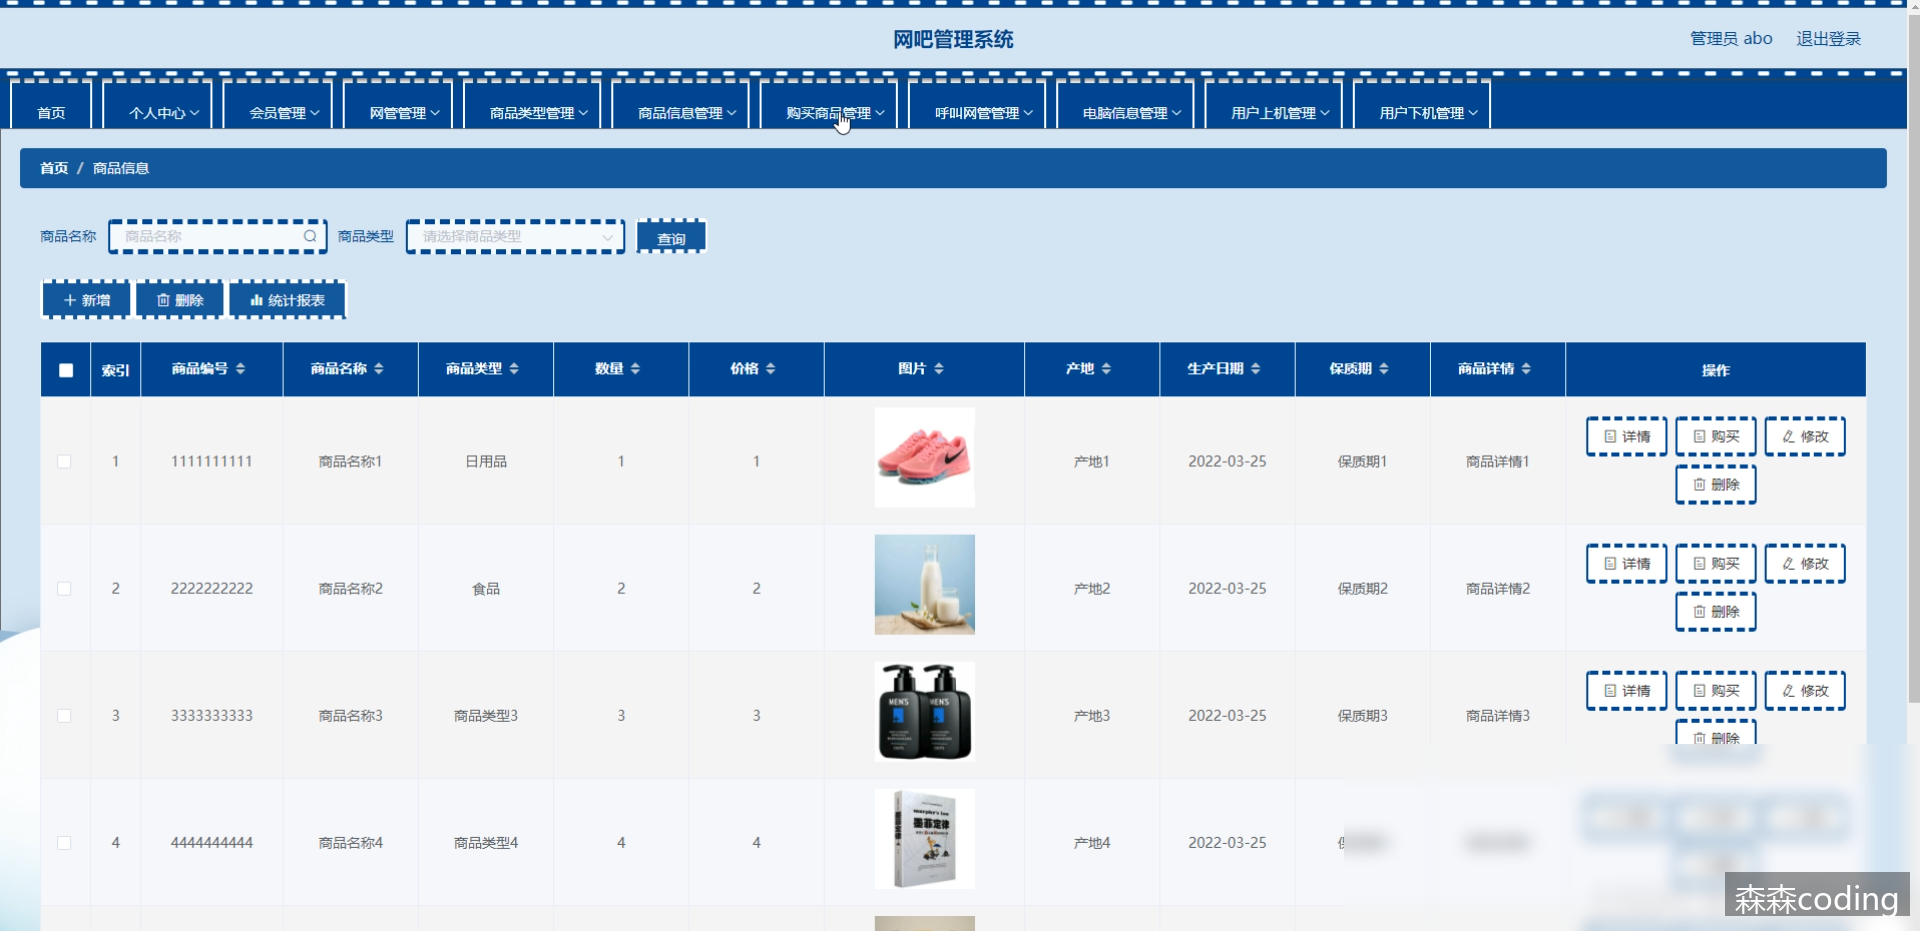 网吧管理系统
管理员 abo 退出登录
首页 个人中心 会员管理 网管管理 商品类型管理 商品信息管理 购买商品管理 呼叫网管管理 电脑信息管理 用户上机管理 用户下机管理
首页 / 商品信息
商品名称 商品名称 商品类型 请选择商品类型 查询
新增 删除 统计报表
索引 商品编号 商品名称 商品类型 数量 价格 图片 产地 生产日期 保质期 商品详情 操作
1 1111111111 商品名称1 日用品 1 1 产地1 2022-03-25 保质期1 商品详情1 详情 购买 修改
删除
2 2222222222 商品名称2 食品 2 2 产地2 2022-03-25 保质期2 商品详情2 详情 购买 修改
删除
MEN'S MEN'S
3 3333333333 商品名称3 商品类型3 3 3 产地3 2022-03-25 保质期3 商品详情3 详情 购买 修改
删除
墨菲定律
墨菲定律
4 4444444444 商品名称4 商品类型4 4 4 产地4 2022-03-25
森森coding